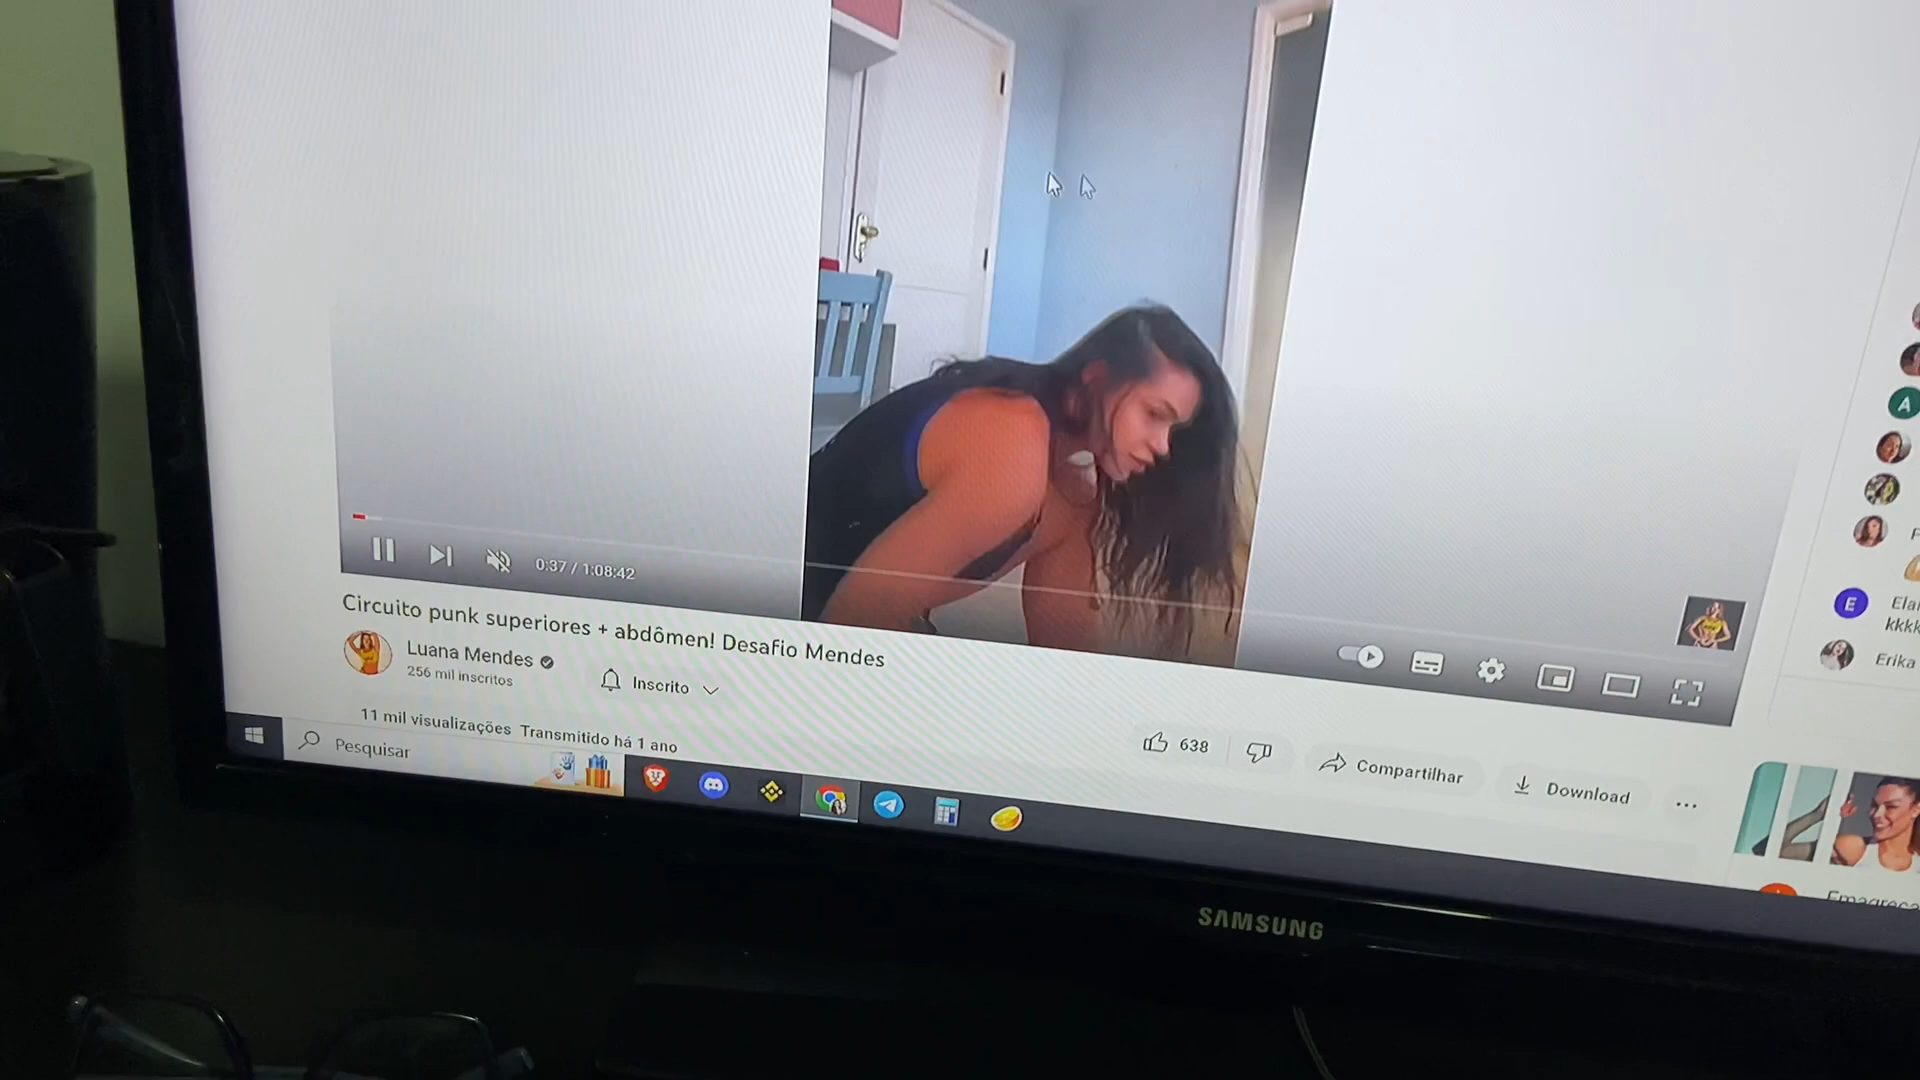 A
E
kkkk
Erika
0:37 / 1:08:42
Circuito punk superiores + abdômen! Desafio Mendes
Luana Mendes
256 mil inscritos
Inscrito
11 mil visualizações Transmitido há 1 ano
638
Compartilhar
Download
Pesquisar
SAMSUNG